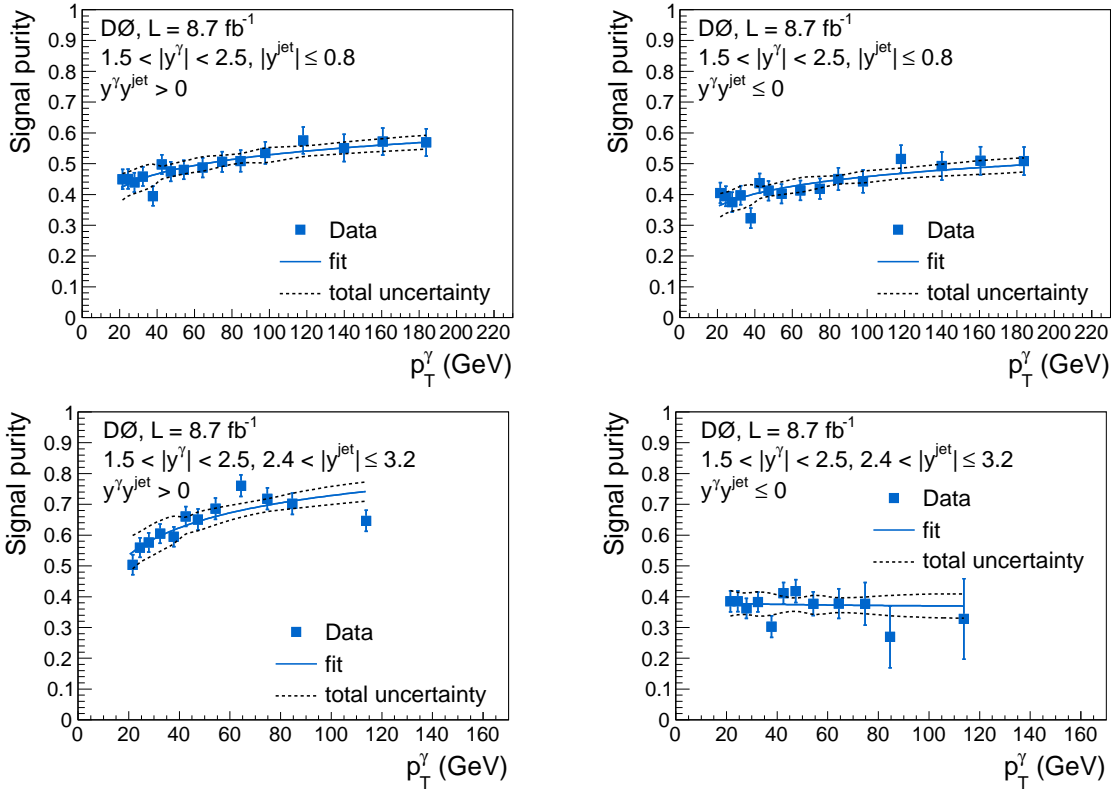 Signal purity
1
0.9
0.8
0.7
0.6
0.5
0.4
0.3
0.2
0.1
0
DØ, L = 8.7 fb⁻¹
1.5 < |y^γ| < 2.5, |y^jet| ≤ 0.8
y^γ y^jet > 0
Data
fit
total uncertainty
0 20 40 60 80 100 120 140 160 180 200 220
p_T^γ (GeV)
Signal purity
1
0.9
0.8
0.7
0.6
0.5
0.4
0.3
0.2
0.1
0
DØ, L = 8.7 fb⁻¹
1.5 < |y^γ| < 2.5, |y^jet| ≤ 0.8
y^γ y^jet ≤ 0
Data
fit
total uncertainty
0 20 40 60 80 100 120 140 160 180 200 220
p_T^γ (GeV)
Signal purity
1
0.9
0.8
0.7
0.6
0.5
0.4
0.3
0.2
0.1
0
DØ, L = 8.7 fb⁻¹
1.5 < |y^γ| < 2.5, 2.4 < |y^jet| ≤ 3.2
y^γ y^jet > 0
Data
fit
total uncertainty
0 20 40 60 80 100 120 140 160
p_T^γ (GeV)
Signal purity
1
0.9
0.8
0.7
0.6
0.5
0.4
0.3
0.2
0.1
0
DØ, L = 8.7 fb⁻¹
1.5 < |y^γ| < 2.5, 2.4 < |y^jet| ≤ 3.2
y^γ y^jet ≤ 0
Data
fit
total uncertainty
0 20 40 60 80 100 120 140 160
p_T^γ (GeV)